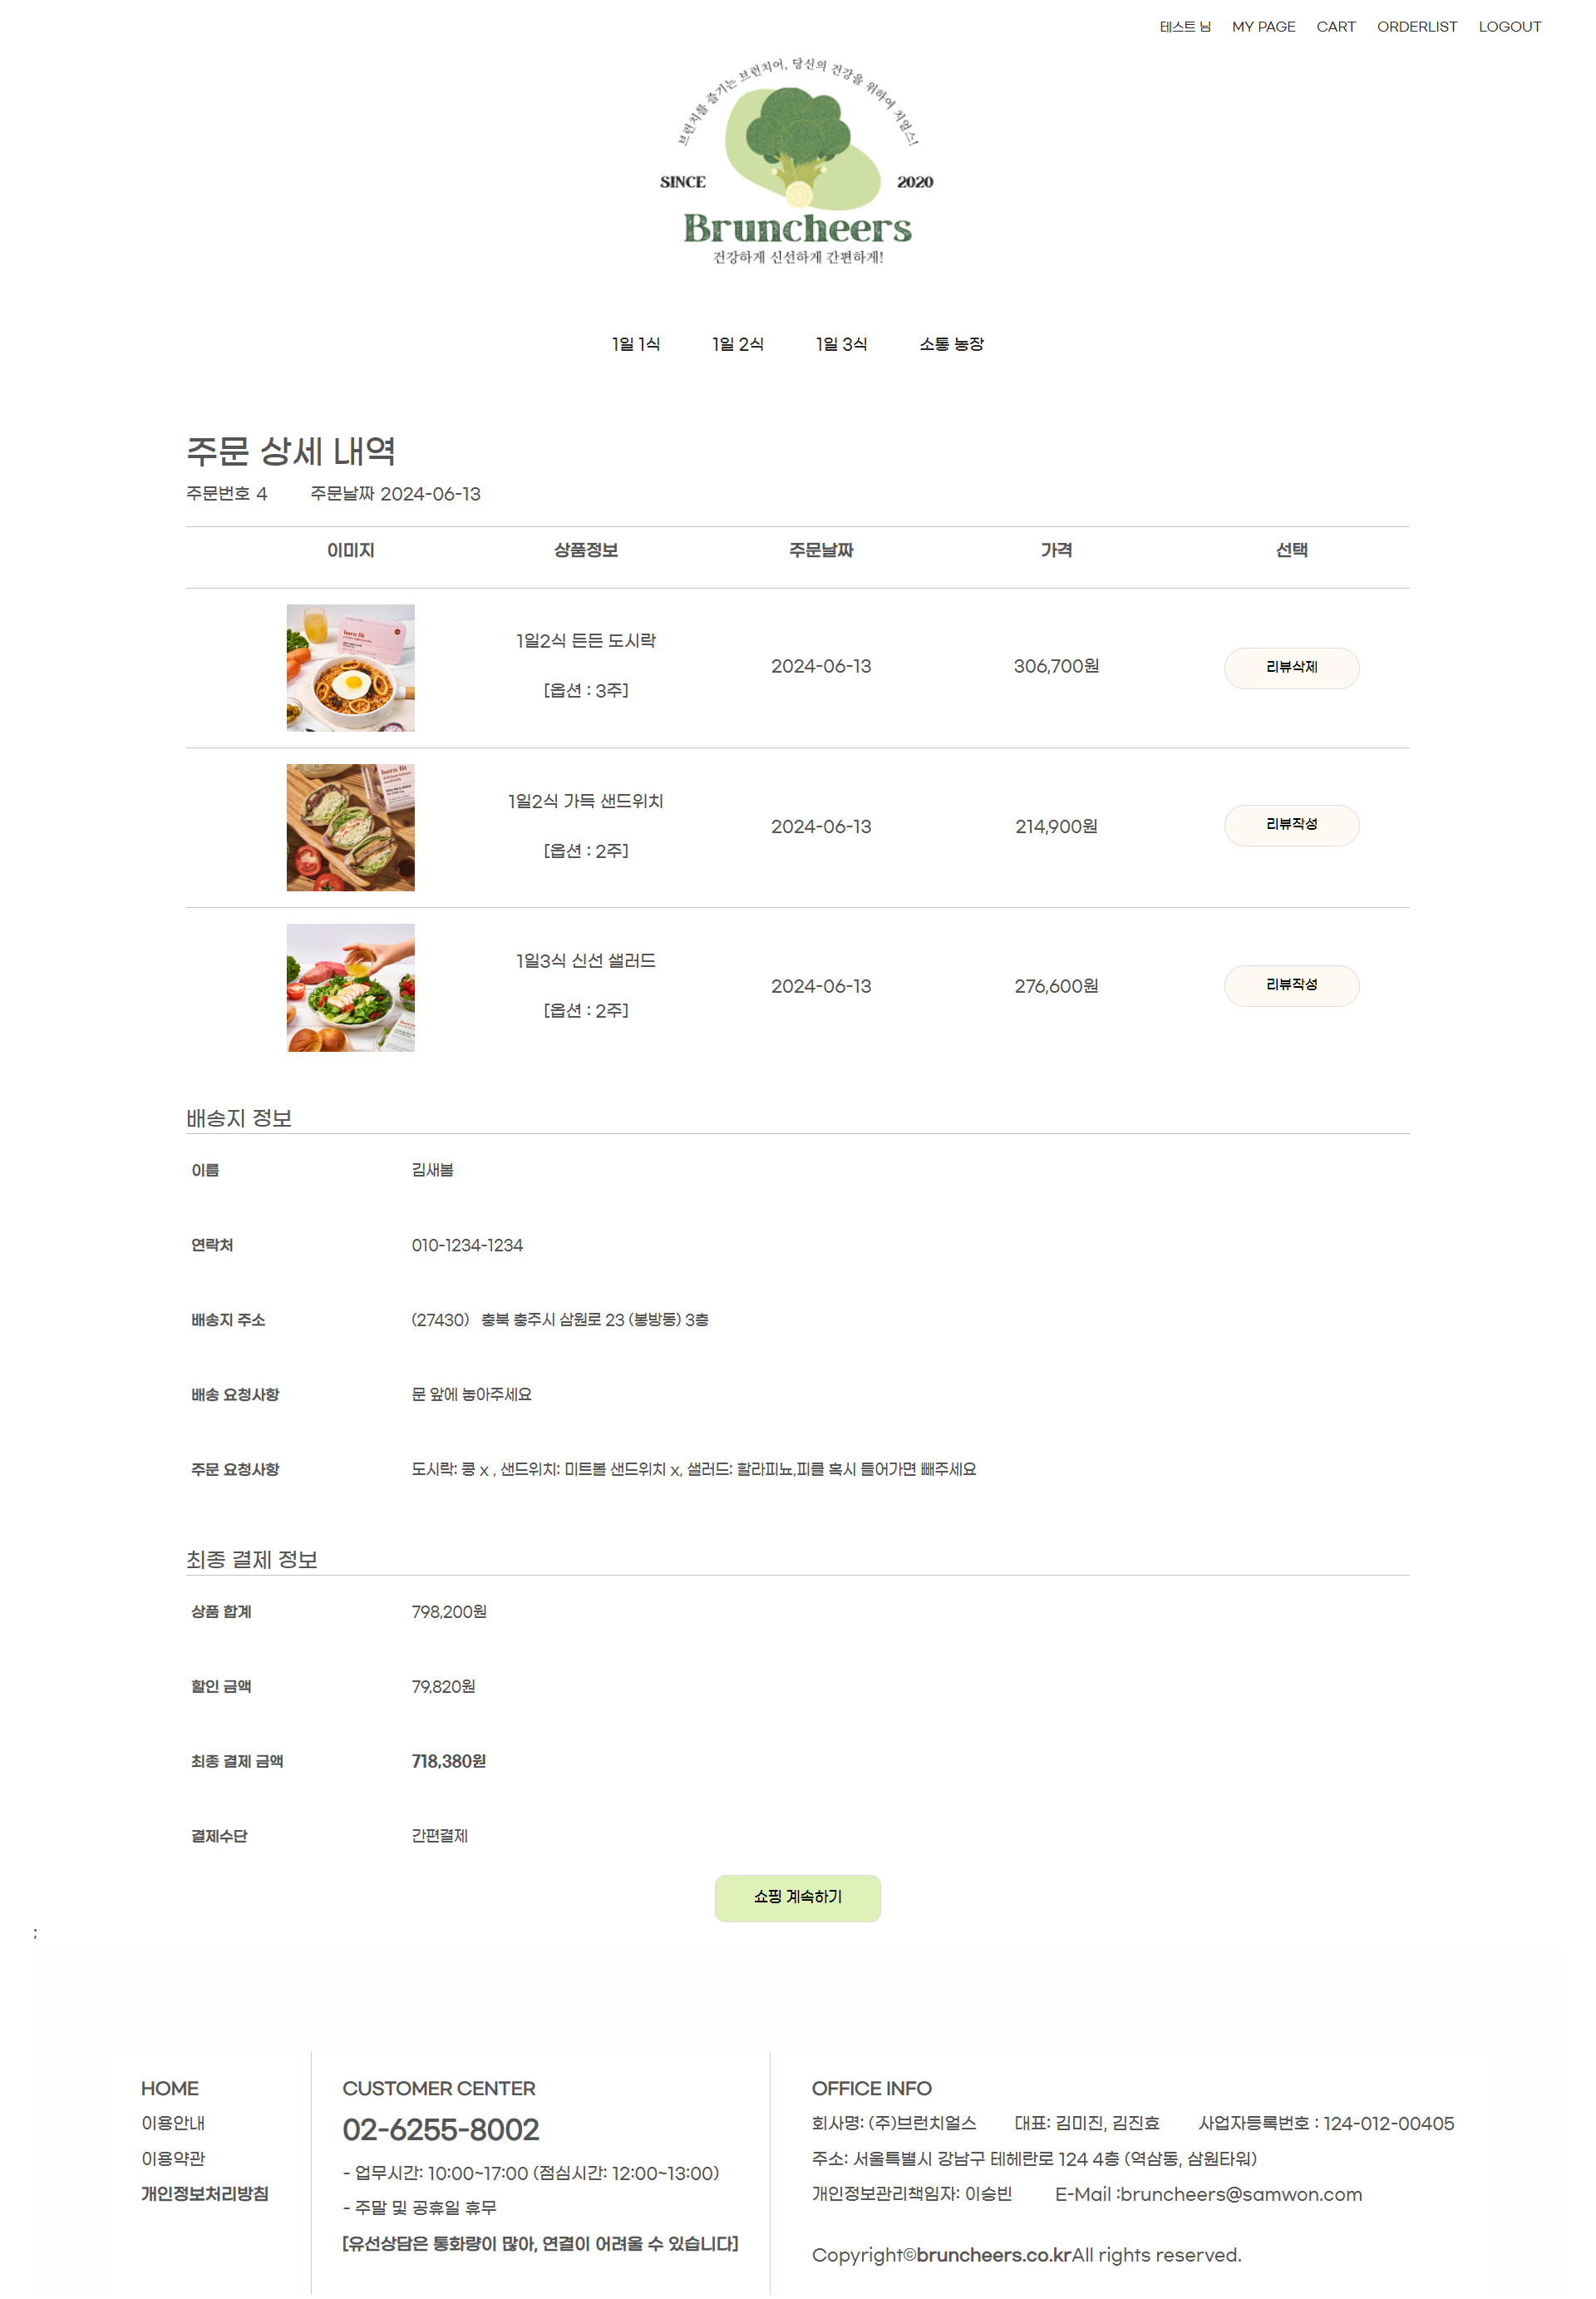 테스트 님 MY PAGE CART ORDERLIST LOGOUT
브런치를 즐기는 브런치어, 당신의 건강을 위하여 치얼스!
SINCE 2020
Bruncheers
건강하게 신선하게 간편하게!
1일 1식 1일 2식 1일 3식 소통 농장
주문 상세 내역
주문번호 4 주문날짜 2024-06-13
이미지 상품정보 주문날짜 가격 선택
born fit
1일2식 든든 도시락
[옵션 : 3주]
2024-06-13 306,700원 리뷰삭제
born fit
1일2식 가득 샌드위치
[옵션 : 2주]
2024-06-13 214,900원 리뷰작성
1일3식 신선 샐러드
[옵션 : 2주]
2024-06-13 276,600원 리뷰작성
배송지 정보
이름 김새봄
연락처 010-1234-1234
배송지 주소 (27430) 충북 충주시 삼원로 23 (봉방동) 3층
배송 요청사항 문 앞에 놓아주세요
주문 요청사항 도시락: 콩 x , 샌드위치: 미트볼 샌드위치 x, 샐러드: 할라피뇨,피클 혹시 들어가면 빼주세요
최종 결제 정보
상품 합계 798,200원
할인 금액 79,820원
최종 결제 금액 718,380원
결제수단 간편결제
쇼핑 계속하기
;
HOME
이용안내
이용약관
개인정보처리방침
CUSTOMER CENTER
02-6255-8002
- 업무시간: 10:00~17:00 (점심시간: 12:00~13:00)
- 주말 및 공휴일 휴무
[유선상담은 통화량이 많아, 연결이 어려울 수 있습니다]
OFFICE INFO
회사명: (주)브런치얼스 대표: 김미진, 김진효 사업자등록번호 : 124-012-00405
주소: 서울특별시 강남구 테헤란로 124 4층 (역삼동, 삼원타워)
개인정보관리책임자: 이승빈 E-Mail :bruncheers@samwon.com
Copyright©bruncheers.co.krAll rights reserved.